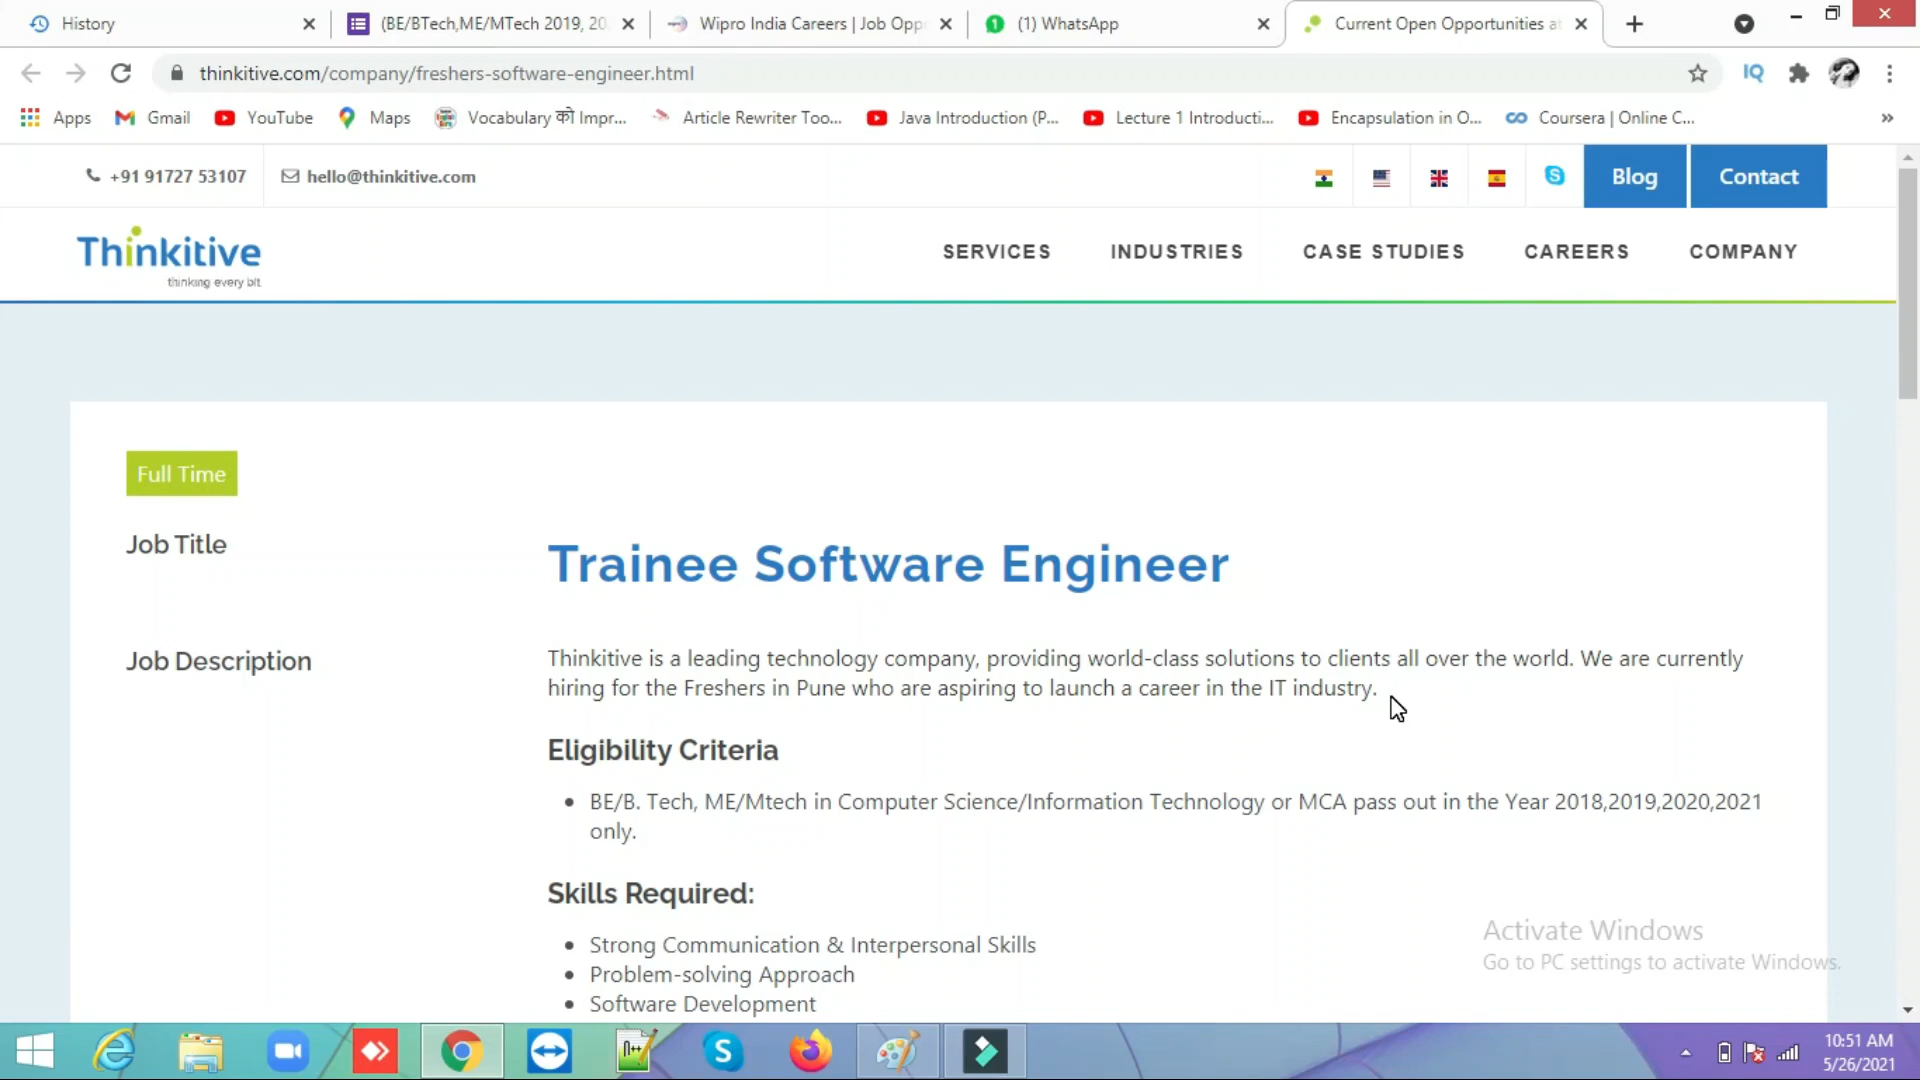 History
(BE/BTech,ME/MTech 2019, 20
Wipro India Careers | Job Opp
(1) WhatsApp
Current Open Opportunities at
thinkitive.com/company/freshers-software-engineer.html
IQ
Apps
Gmail
YouTube
Maps
Vocabulary को Impr...
Article Rewriter Too...
Java Introduction (P...
Lecture 1 Introducti...
Encapsulation in O...
Coursera | Online C...
+91 91727 53107
hello@thinkitive.com
Blog
Contact
Thinkitive
thinking every bit
SERVICES
INDUSTRIES
CASE STUDIES
CAREERS
COMPANY
Full Time
Job Title
Trainee Software Engineer
Job Description
Thinkitive is a leading technology company, providing world-class solutions to clients all over the world. We are currently
hiring for the Freshers in Pune who are aspiring to launch a career in the IT industry.
Eligibility Criteria
BE/B. Tech, ME/Mtech in Computer Science/Information Technology or MCA pass out in the Year 2018,2019,2020,2021
only.
Skills Required:
Strong Communication & Interpersonal Skills
Problem-solving Approach
Software Development
Activate Windows
Go to PC settings to activate Windows.
10:51 AM
5/26/2021